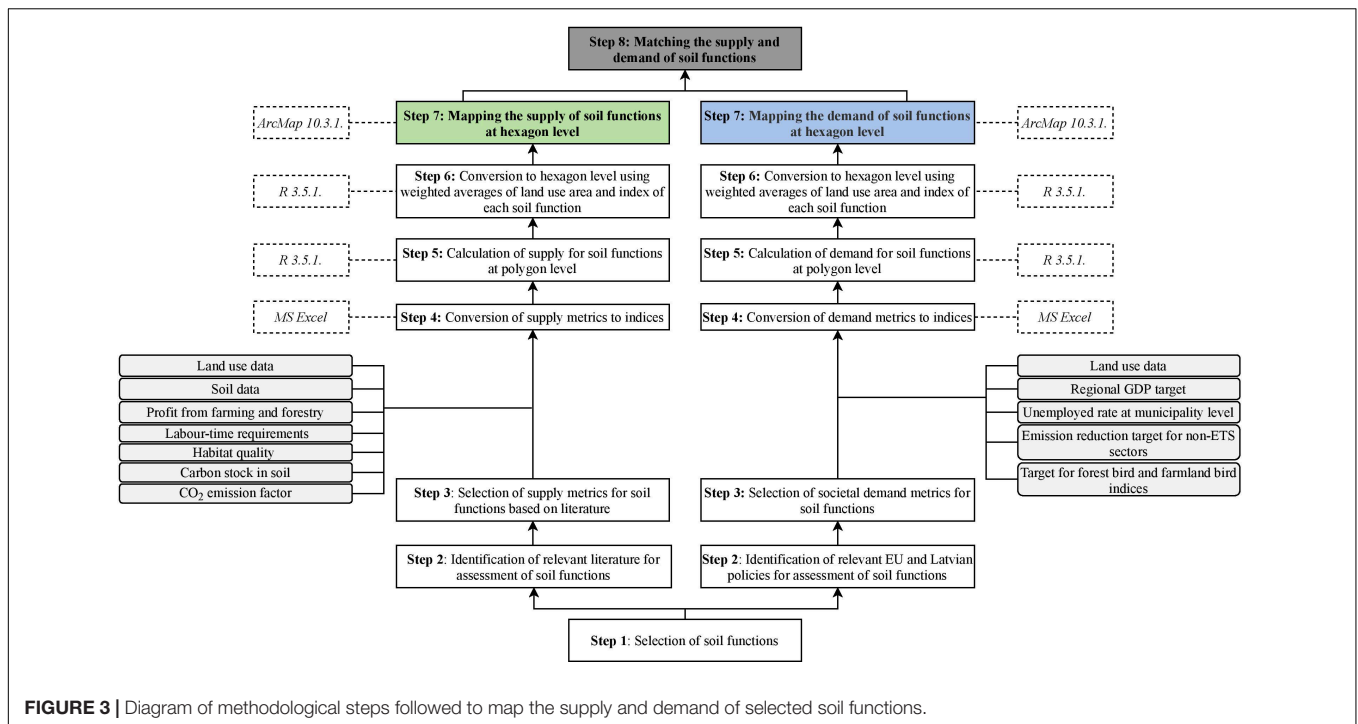 Step 8: Matching the supply and
demand of soil functions
ArcMap 10.3.1.
Step 7: Mapping the supply of soil functions
at hexagon level
Step 7: Mapping the demand of soil functions
at hexagon level
ArcMap 10.3.1.
R 3.5.1.
Step 6: Conversion to hexagon level using
weighted averages of land use area and index of
each soil function
Step 6: Conversion to hexagon level using
weighted averages of land use area and index of
each soil function
R 3.5.1.
R 3.5.1.
Step 5: Calculation of supply for soil functions
at polygon level
Step 5: Calculation of demand for soil functions
at polygon level
R 3.5.1.
MS Excel
Step 4: Conversion of supply metrics to indices
Step 4: Conversion of demand metrics to indices
MS Excel
Land use data
Soil data
Profit from farming and forestry
Labour-time requirements
Habitat quality
Carbon stock in soil
CO₂ emission factor
Land use data
Regional GDP target
Unemployed rate at municipality level
Emission reduction target for non-ETS
sectors
Target for forest bird and farmland bird
indices
Step 3: Selection of supply metrics for soil
functions based on literature
Step 3: Selection of societal demand metrics for
soil functions
Step 2: Identification of relevant literature for
assessment of soil functions
Step 2: Identification of relevant EU and Latvian
policies for assessment of soil functions
Step 1: Selection of soil functions
FIGURE 3 | Diagram of methodological steps followed to map the supply and demand of selected soil functions.